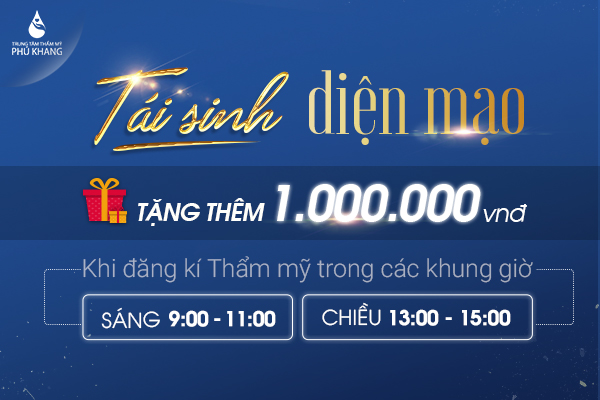 TRUNG TÂM THẨM MỸ
PHÚ KHANG
Tái sinh diện mạo
TẶNG THÊM 1.000.000 vnđ
Khi đăng kí Thẩm mỹ trong các khung giờ
SÁNG 9:00 - 11:00
CHIỀU 13:00 - 15:00